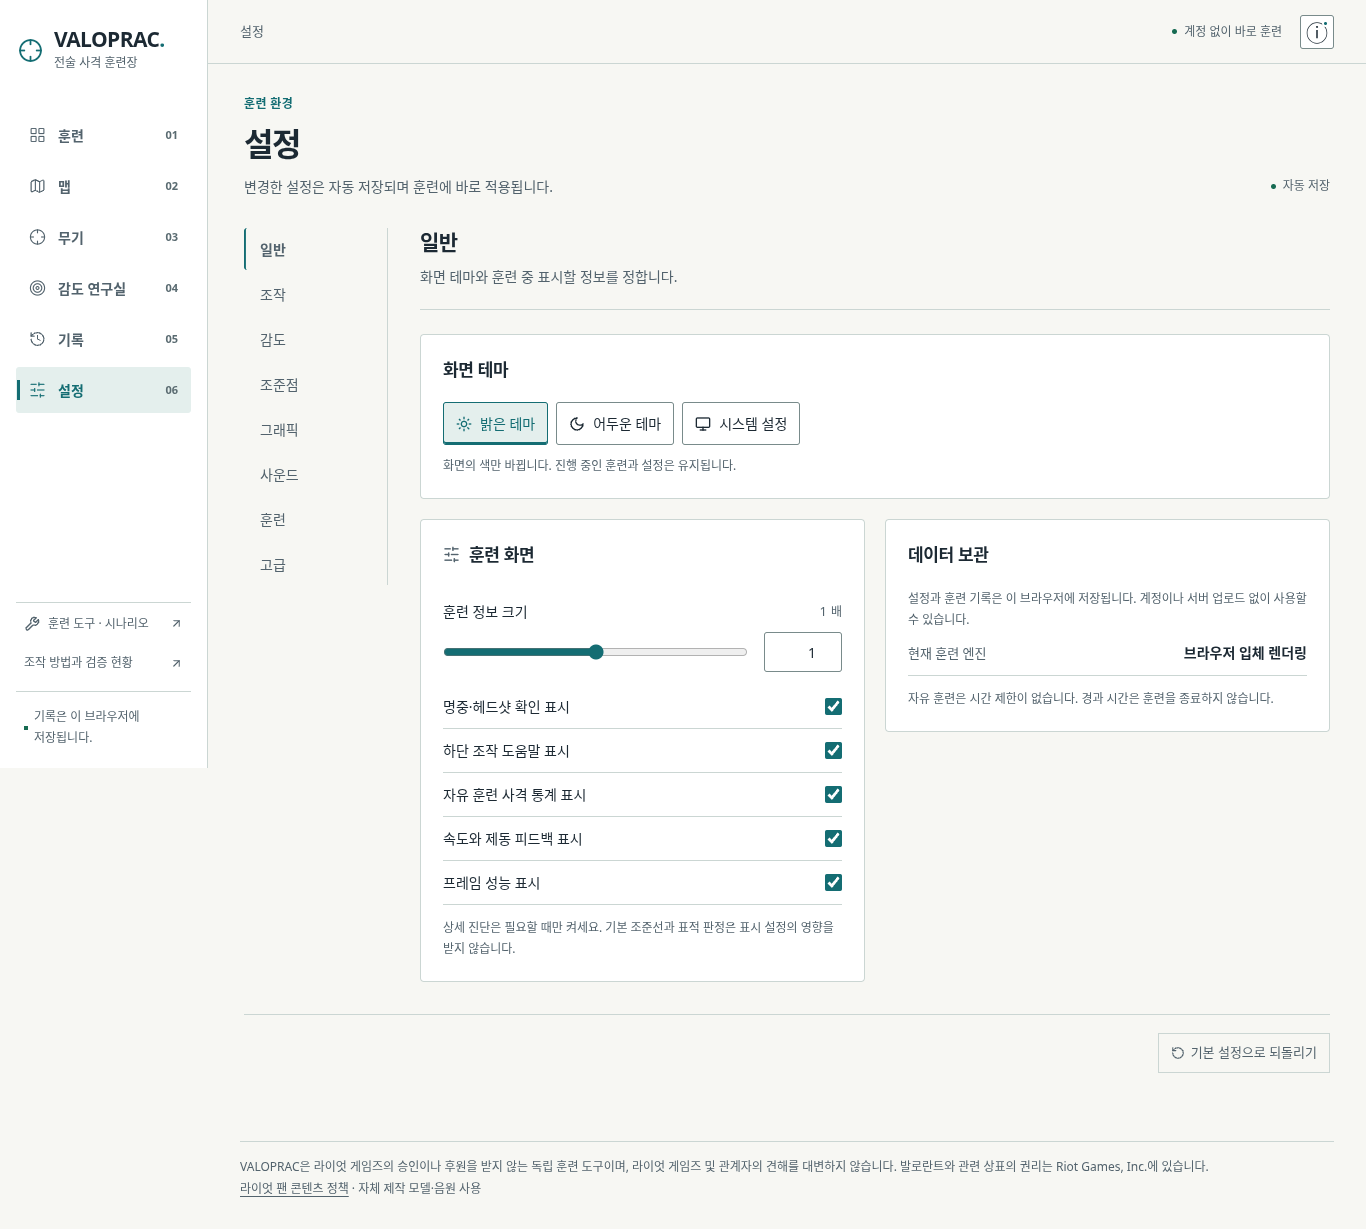 VALOPRAC.
전술 사격 훈련장
훈련 01
맵 02
무기 03
감도 연구실 04
기록 05
설정 06
훈련 도구 · 시나리오
조작 방법과 검증 현황
기록은 이 브라우저에
저장됩니다.
설정
계정 없이 바로 훈련
훈련 환경
설정
변경한 설정은 자동 저장되며 훈련에 바로 적용됩니다.
자동 저장
일반
조작
감도
조준점
그래픽
사운드
훈련
고급
일반
화면 테마와 훈련 중 표시할 정보를 정합니다.
화면 테마
밝은 테마
어두운 테마
시스템 설정
화면의 색만 바뀝니다. 진행 중인 훈련과 설정은 유지됩니다.
훈련 화면
훈련 정보 크기
1 배
1
명중·헤드샷 확인 표시
하단 조작 도움말 표시
자유 훈련 사격 통계 표시
속도와 제동 피드백 표시
프레임 성능 표시
상세 진단은 필요할 때만 켜세요. 기본 조준선과 표적 판정은 표시 설정의 영향을
받지 않습니다.
데이터 보관
설정과 훈련 기록은 이 브라우저에 저장됩니다. 계정이나 서버 업로드 없이 사용할
수 있습니다.
현재 훈련 엔진
브라우저 입체 렌더링
자유 훈련은 시간 제한이 없습니다. 경과 시간은 훈련을 종료하지 않습니다.
기본 설정으로 되돌리기
VALOPRAC은 라이엇 게임즈의 승인이나 후원을 받지 않는 독립 훈련 도구이며, 라이엇 게임즈 및 관계자의 견해를 대변하지 않습니다. 발로란트와 관련 상표의 권리는 Riot Games, Inc.에 있습니다.
라이엇 팬 콘텐츠 정책 · 자체 제작 모델·음원 사용